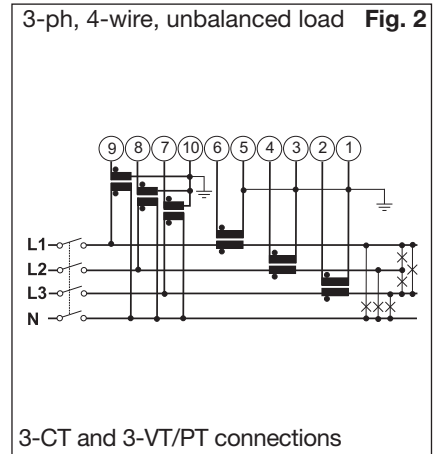 3-ph, 4-wire, unbalanced load Fig. 2
9 8 7 10 6 5 4 3 2 1
L1
L2
L3
N
3-CT and 3-VT/PT connections